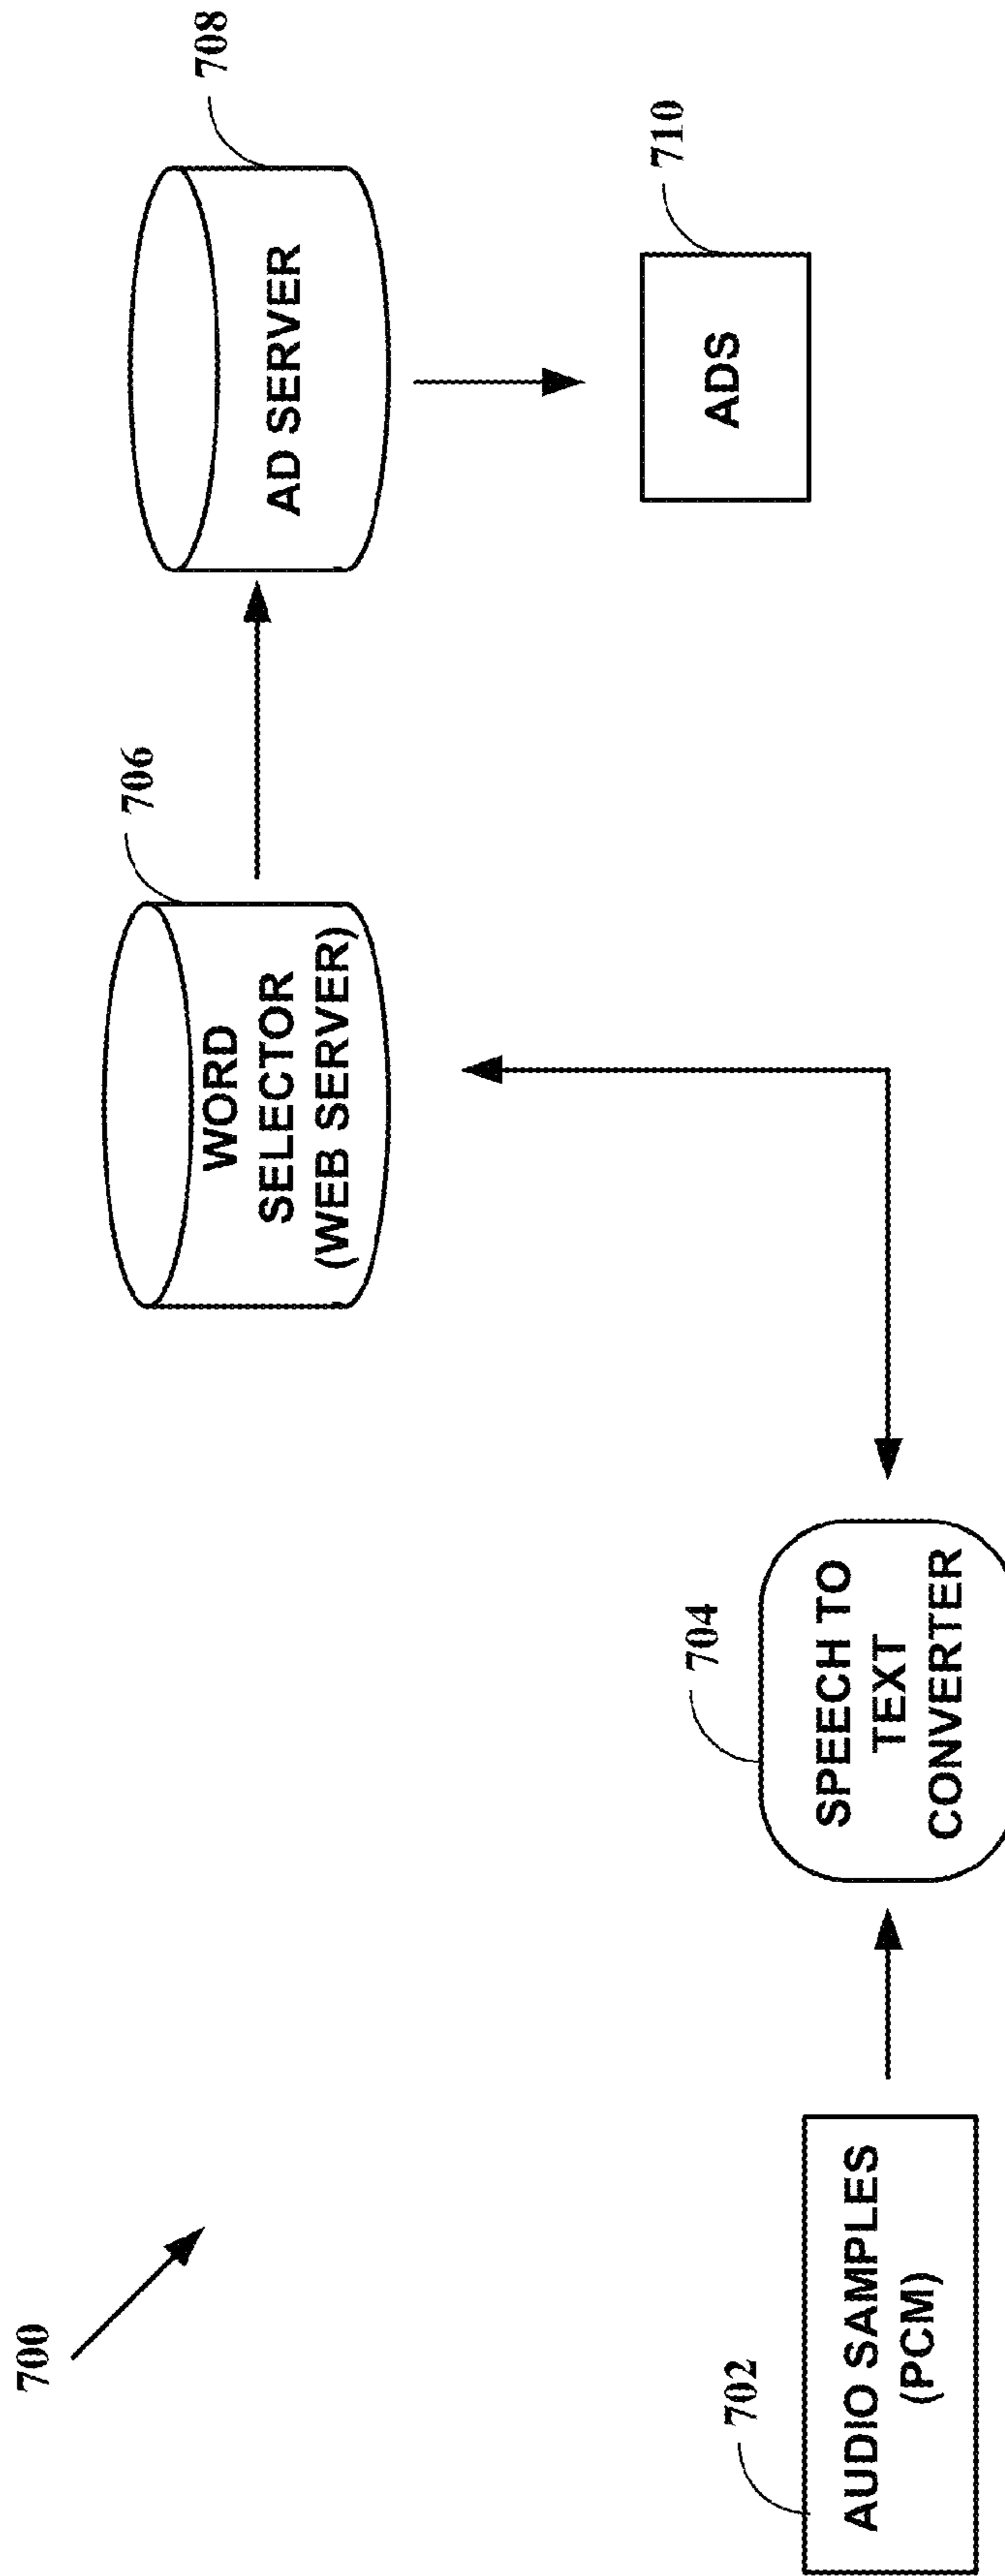 700
702
AUDIO SAMPLES
(PCM)
704
SPEECH TO
TEXT
CONVERTER
706
WORD
SELECTOR
(WEB SERVER)
708
AD SERVER
710
ADS